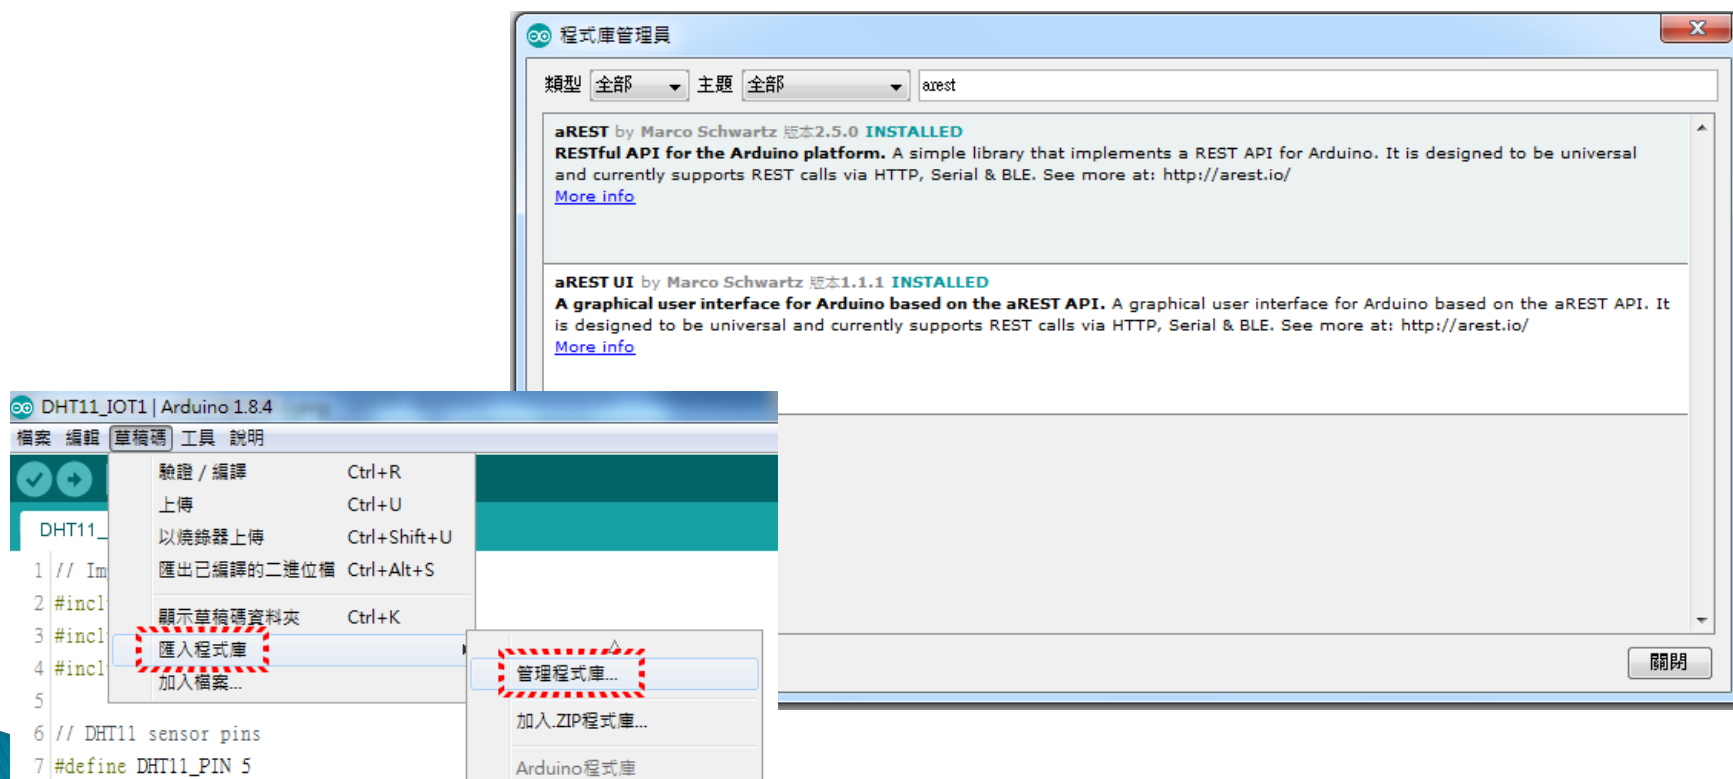 程式庫管理員
類型 全部 主題 全部 arest
aREST by Marco Schwartz 版本2.5.0 INSTALLED
RESTful API for the Arduino platform. A simple library that implements a REST API for Arduino. It is designed to be universal
and currently supports REST calls via HTTP, Serial & BLE. See more at: http://arest.io/
More info
aREST UI by Marco Schwartz 版本1.1.1 INSTALLED
A graphical user interface for Arduino based on the aREST API. A graphical user interface for Arduino based on the aREST API. It
is designed to be universal and currently supports REST calls via HTTP, Serial & BLE. See more at: http://arest.io/
More info
關閉
DHT11_IOT1 | Arduino 1.8.4
檔案 編輯 草稿碼 工具 說明
驗證 / 編譯 Ctrl+R
上傳 Ctrl+U
以燒錄器上傳 Ctrl+Shift+U
匯出已編譯的二進位檔 Ctrl+Alt+S
顯示草稿碼資料夾 Ctrl+K
匯入程式庫
加入檔案...
管理程式庫...
加入.ZIP程式庫...
Arduino程式庫
DHT11_
1 // Im
2 #incl
3 #incl
4 #incl
5
6 // DHT11 sensor pins
7 #define DHT11_PIN 5